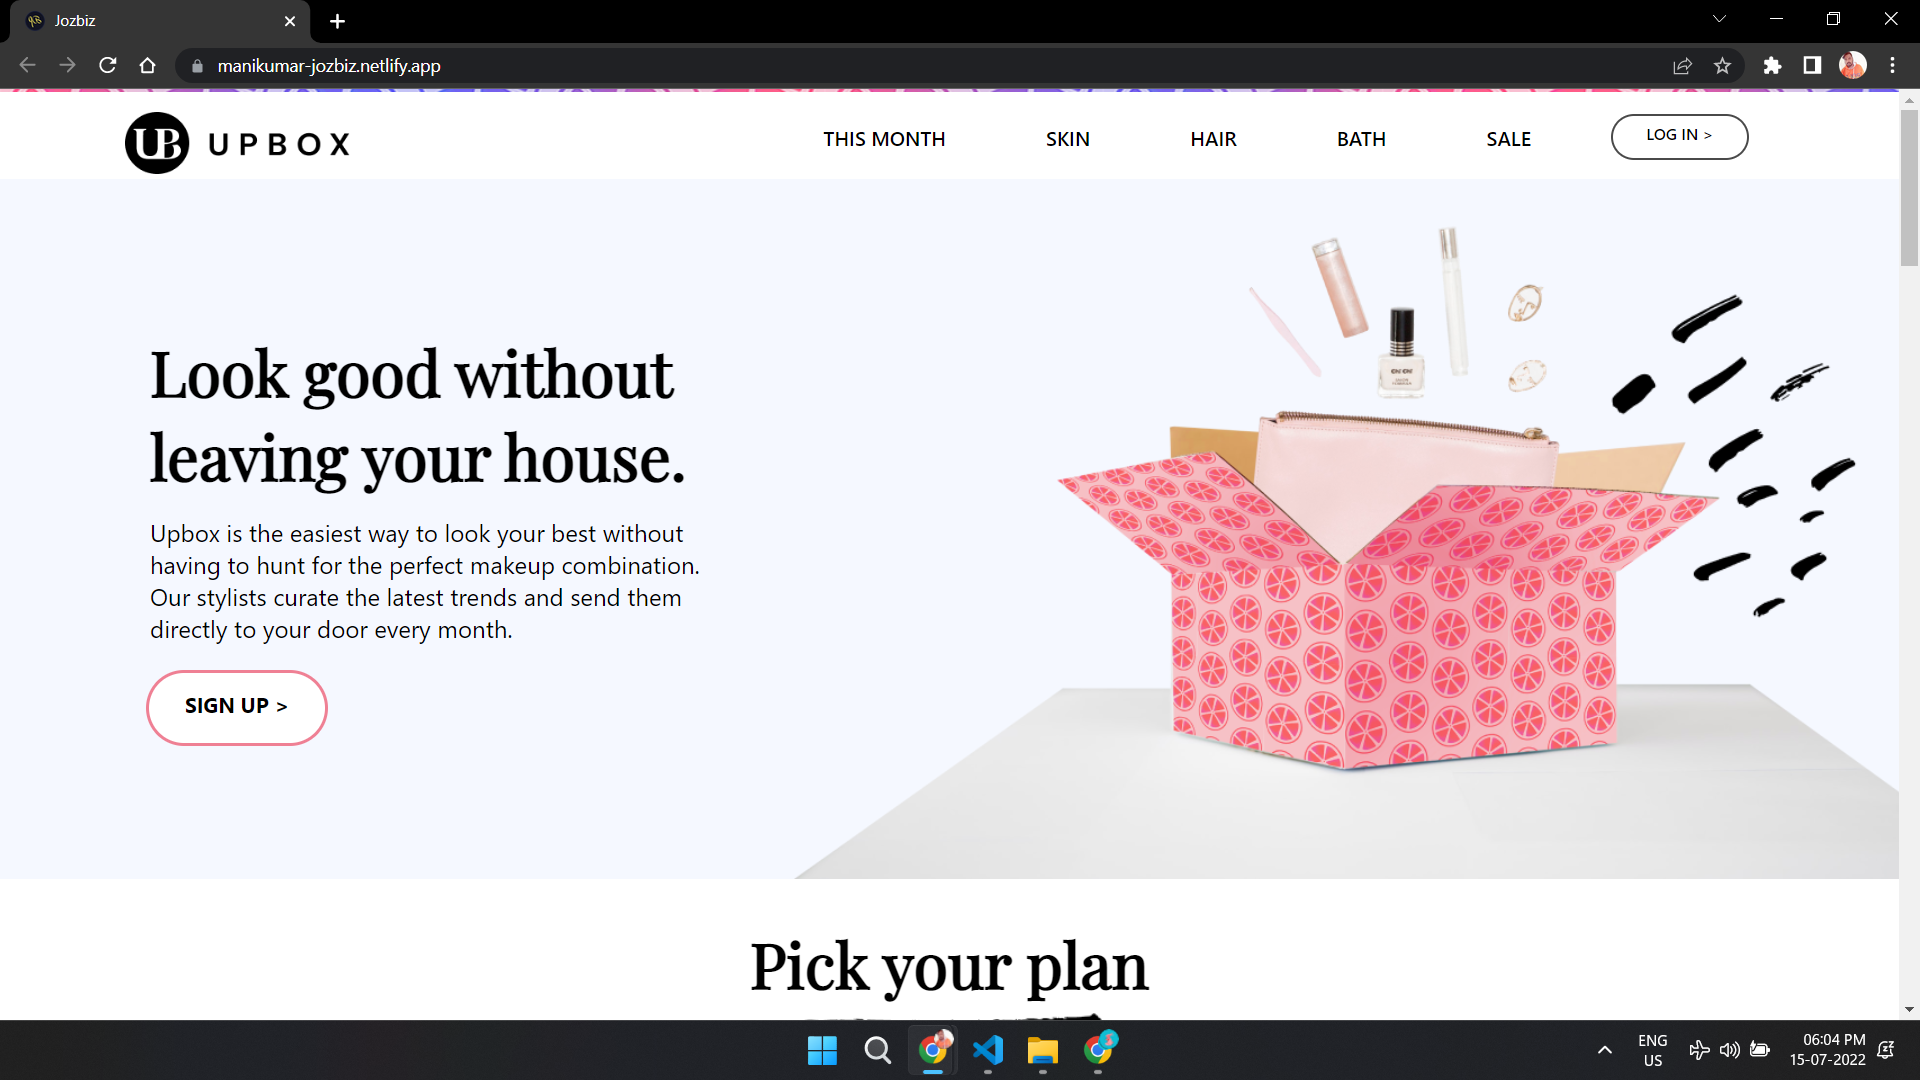 Jozbiz
manikumar-jozbiz.netlify.app
UB UPBOX
THIS MONTH SKIN HAIR BATH SALE LOG IN >
Look good without
leaving your house.
Upbox is the easiest way to look your best without
having to hunt for the perfect makeup combination.
Our stylists curate the latest trends and send them
directly to your door every month.
SIGN UP >
Pick your plan
ENG
US
06:04 PM
15-07-2022